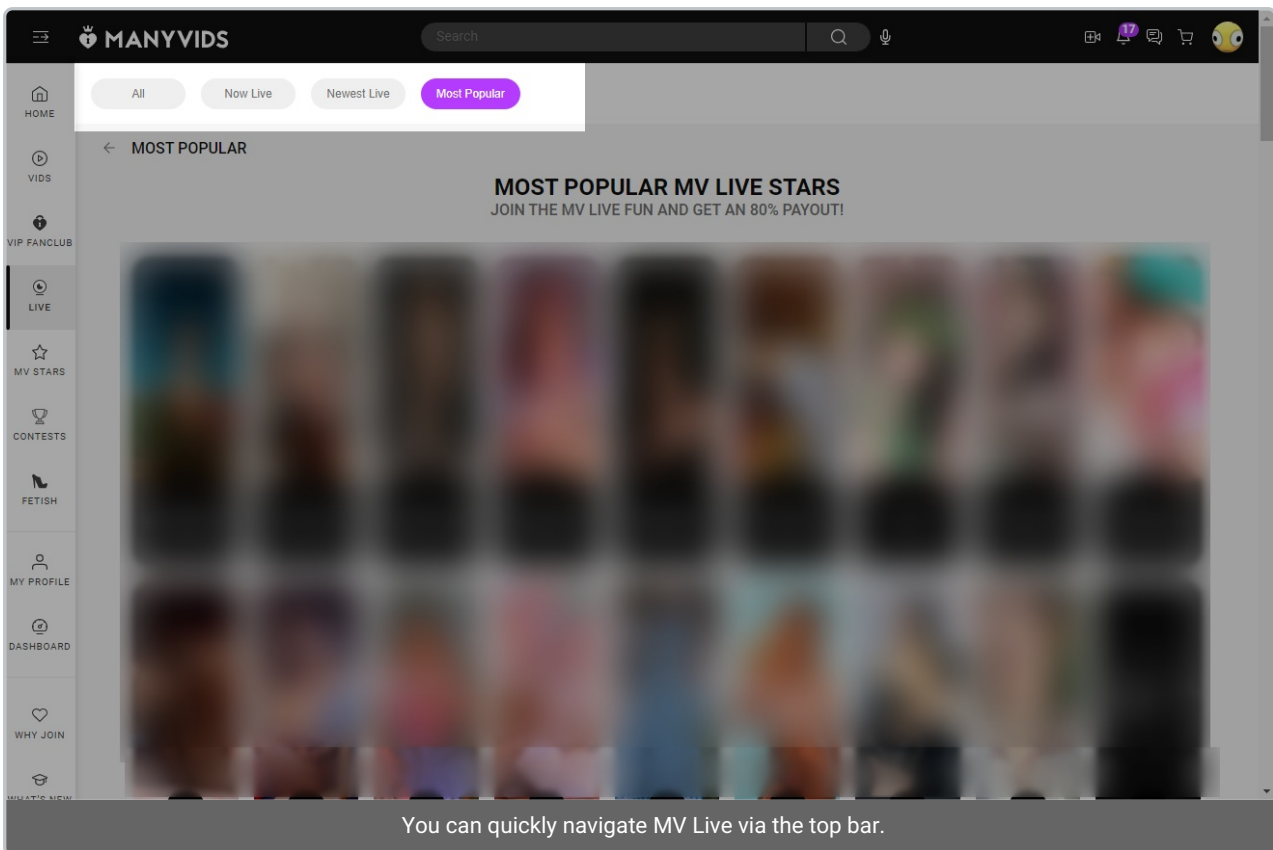 MANYVIDS
Search
17
All
Now Live
Newest Live
Most Popular
HOME
VIDS
VIP FANCLUB
LIVE
MV STARS
CONTESTS
FETISH
MY PROFILE
DASHBOARD
WHY JOIN
WHAT'S NEW
MOST POPULAR
MOST POPULAR MV LIVE STARS
JOIN THE MV LIVE FUN AND GET AN 80% PAYOUT!
You can quickly navigate MV Live via the top bar.